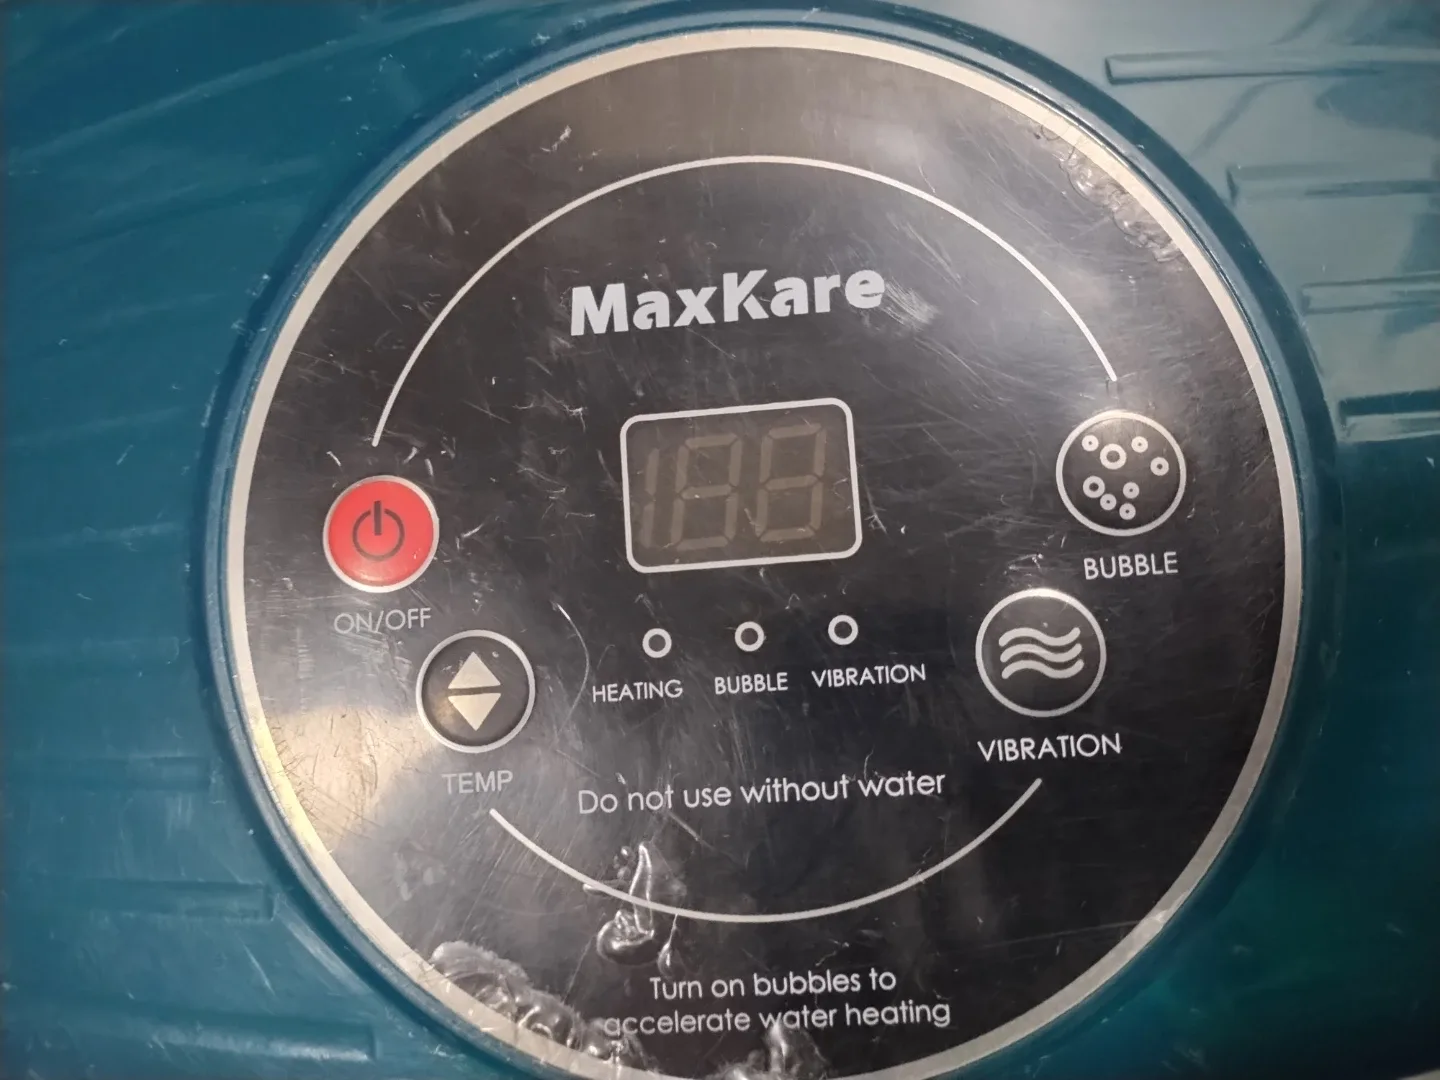 MaxKare
188
ON/OFF
BUBBLE
TEMP
HEATING
BUBBLE
VIBRATION
VIBRATION
Do not use without water
Turn on bubbles to
accelerate water heating